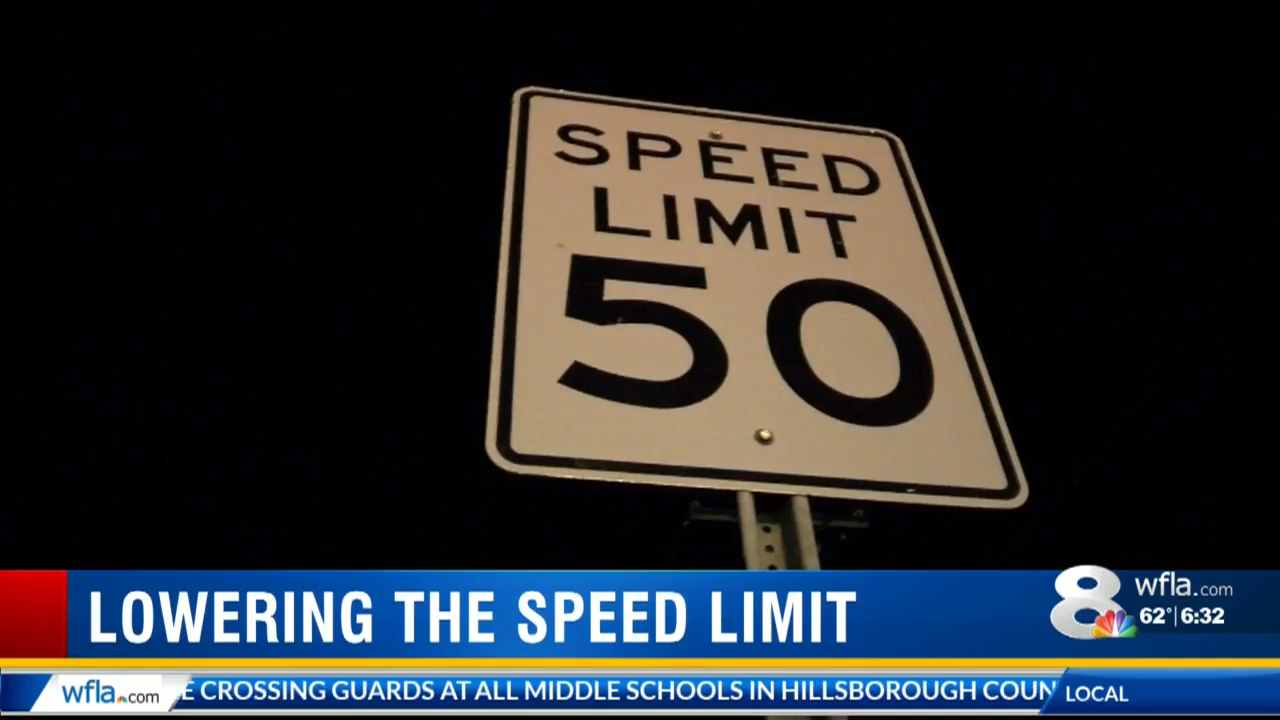 SPEED
LIMIT
50
LOWERING THE SPEED LIMIT
8
wfla.com
62° | 6:32
wfla.com
E CROSSING GUARDS AT ALL MIDDLE SCHOOLS IN HILLSBOROUGH COUN
LOCAL